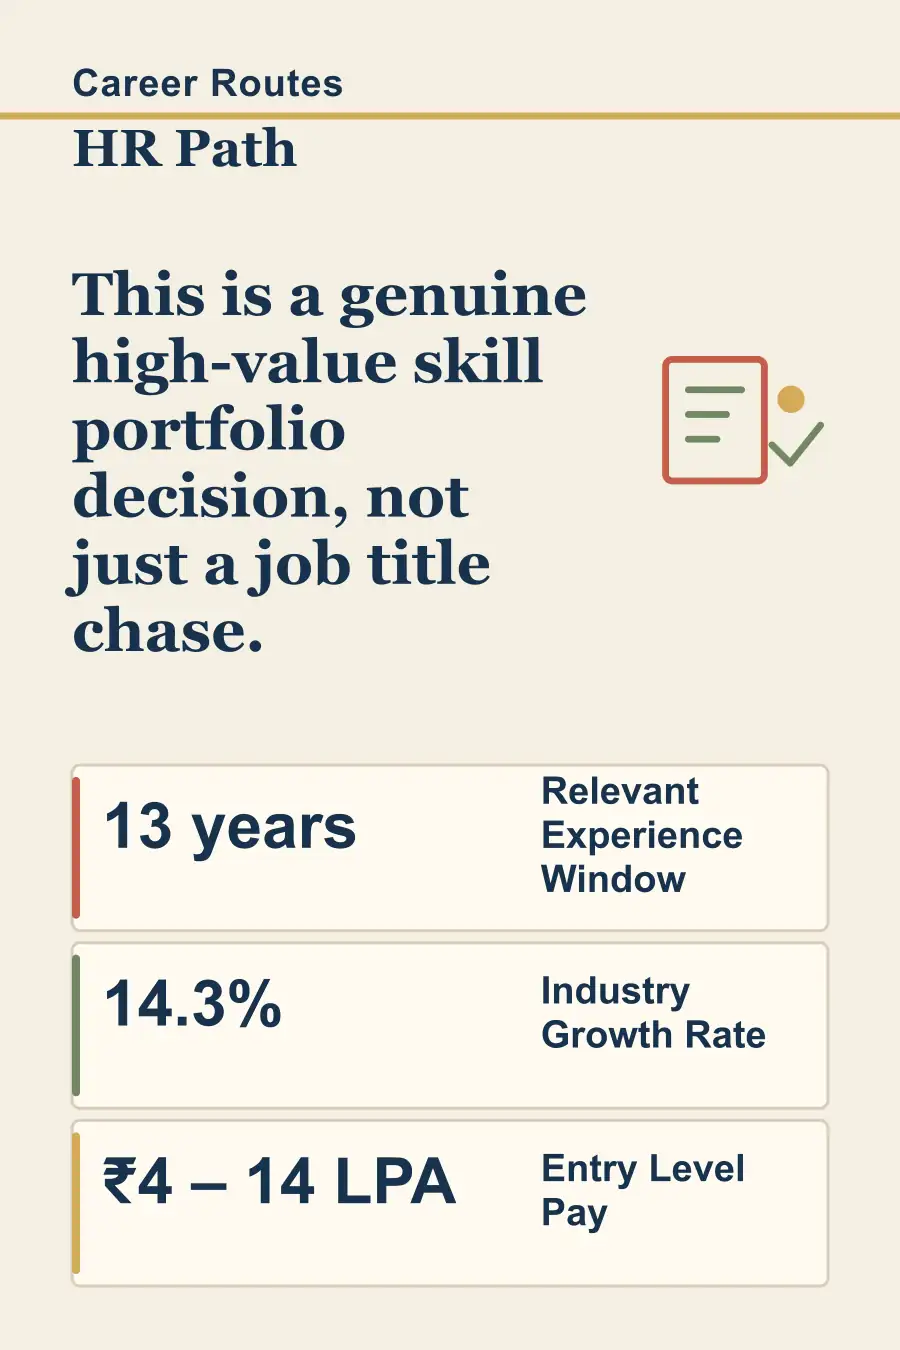 Career Routes
HR Path
This is a genuine
high-value skill
portfolio
decision, not
just a job title
chase.
13 years
Relevant
Experience
Window
14.3%
Industry
Growth Rate
₹4 – 14 LPA
Entry Level
Pay